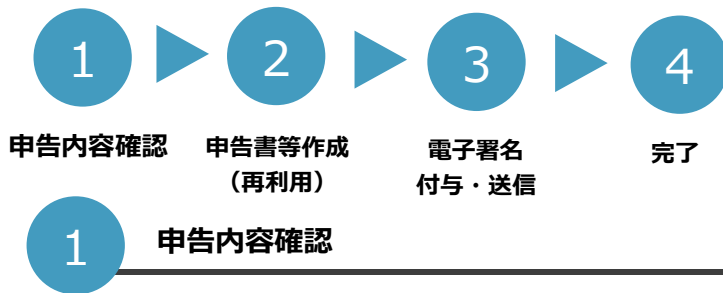 1
2
3
4
申告内容確認
申告書等作成
（再利用）
電子署名
付与・送信
完了
1
申告内容確認